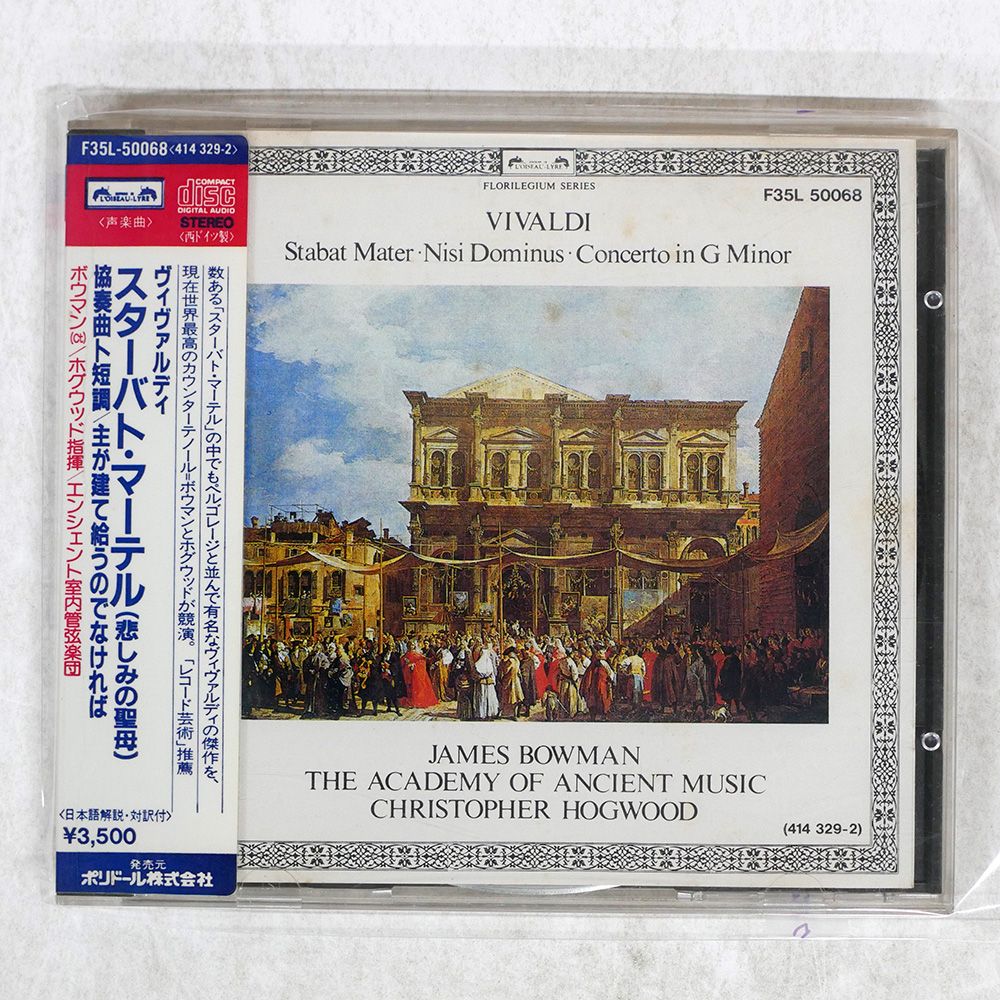 F35L-50068<414 329-2>
L'OISEAU-LYRE
COMPACT
disc
DIGITAL AUDIO
STEREO
〈声楽曲〉
〈西ドイツ製〉
数ある「スターバト・マーテル」の中でもペルゴレージと並んで有名なヴィヴァルディの傑作を、
現在世界最高のカウンターテノール=ボウマンとホグウッドが競演。「レコード芸術」推薦
ヴィヴァルディ
スターバト・マーテル(悲しみの聖母)
協奏曲ト短調/主が建て給うのでなければ
ボウマン(Ct)/ホグウッド指揮/エンシェント室内管弦楽団
〈日本語解説・対訳付〉
¥3,500
発売元
ポリドール株式会社
L'OISEAU-LYRE
FLORILEGIUM SERIES
F35L 50068
VIVALDI
Stabat Mater · Nisi Dominus · Concerto in G Minor
JAMES BOWMAN
THE ACADEMY OF ANCIENT MUSIC
CHRISTOPHER HOGWOOD
(414 329-2)